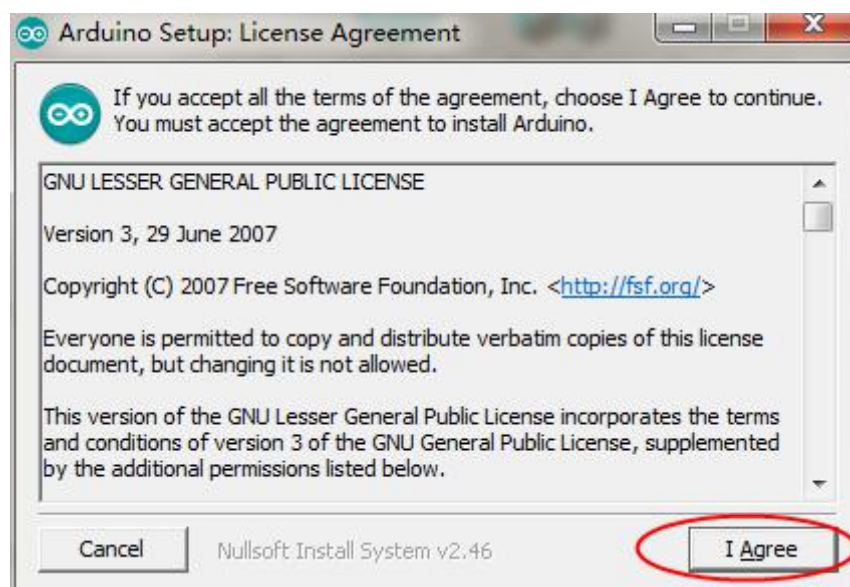 Arduino Setup: License Agreement
If you accept all the terms of the agreement, choose I Agree to continue.
You must accept the agreement to install Arduino.
GNU LESSER GENERAL PUBLIC LICENSE
Version 3, 29 June 2007
Copyright (C) 2007 Free Software Foundation, Inc. <http://fsf.org/>
Everyone is permitted to copy and distribute verbatim copies of this license
document, but changing it is not allowed.
This version of the GNU Lesser General Public License incorporates the terms
and conditions of version 3 of the GNU General Public License, supplemented
by the additional permissions listed below.
Cancel
Nullsoft Install System v2.46
I Agree